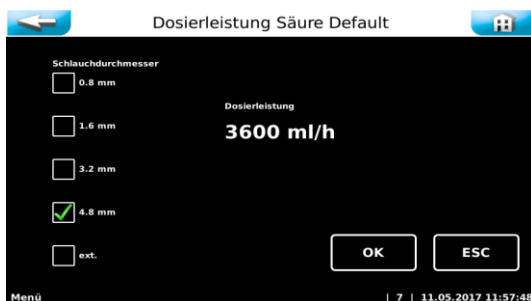 Dosierleistung Säure Default
Schlauchdurchmesser
0.8 mm
Dosierleistung
1.6 mm
3600 ml/h
3.2 mm
4.8 mm
ext.
OK
ESC
Menü
| 7 | 11.05.2017 11:57:48